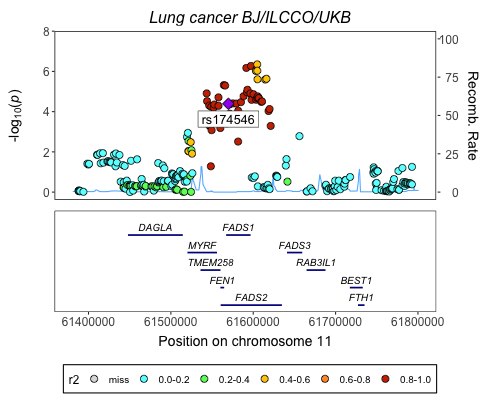 Lung cancer BJ/ILCCO/UKB
8
6
4
2
0
-log10(p)
100
75
50
25
0
Recomb. Rate
rs174546
DAGLA
FADS1
MYRF
FADS3
TMEM258
RAB3IL1
FEN1
BEST1
FADS2
FTH1
61400000 61500000 61600000 61700000 61800000
Position on chromosome 11
r2 miss 0.0-0.2 0.2-0.4 0.4-0.6 0.6-0.8 0.8-1.0